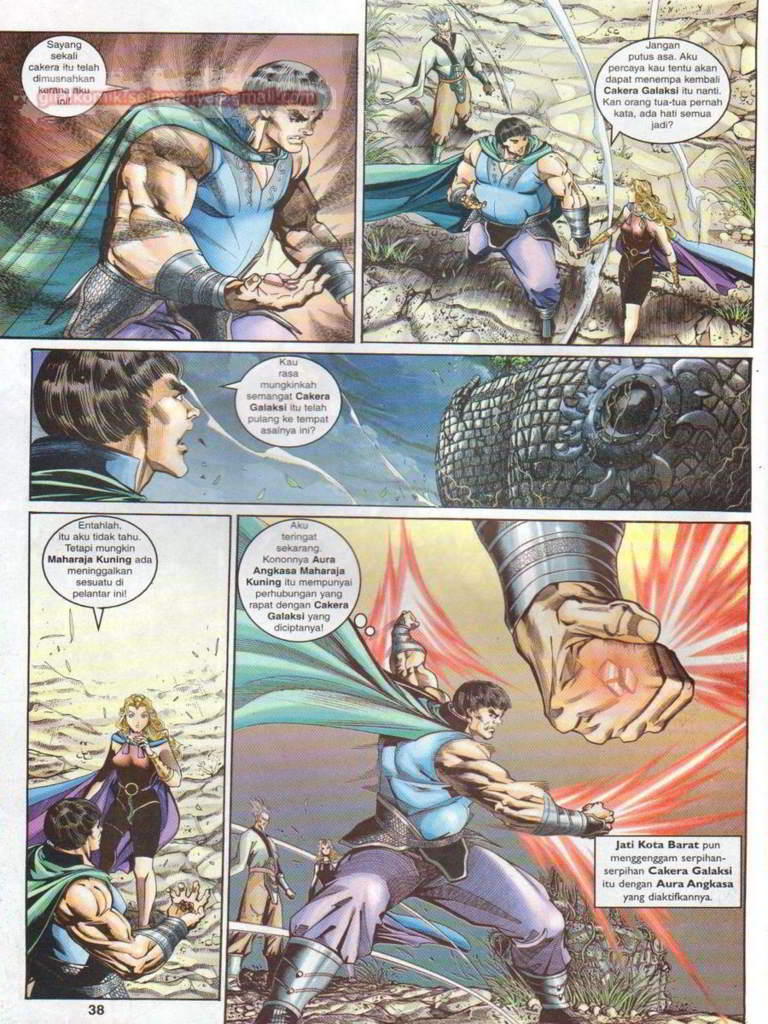 Sayang
sekali
cakera itu telah
dimusnahkan
kerana aku
ini!
Jangan
putus asa. Aku
percaya kau tentu akan
dapat menempa kembali
Cakera Galaksi itu nanti.
Kan orang tua-tua pernah
kata, ada hati semua
jadi?
Kau
rasa
mungkinkah
semangat Cakera
Galaksi itu telah
pulang ke tempat
asalnya ini?
Entahlah,
itu aku tidak tahu.
Tetapi mungkin
Maharaja Kuning ada
meninggalkan
sesuatu di
pelantar ini!
Aku
teringat
sekarang.
Kononnya Aura
Angkasa Maharaja
Kuning itu mempunyai
perhubungan yang
rapat dengan Cakera
Galaksi yang
diciptanya!
Jati Kota Barat pun
menggenggam serpihan-
serpihan Cakera Galaksi
itu dengan Aura Angkasa
yang diaktifkannya.
38